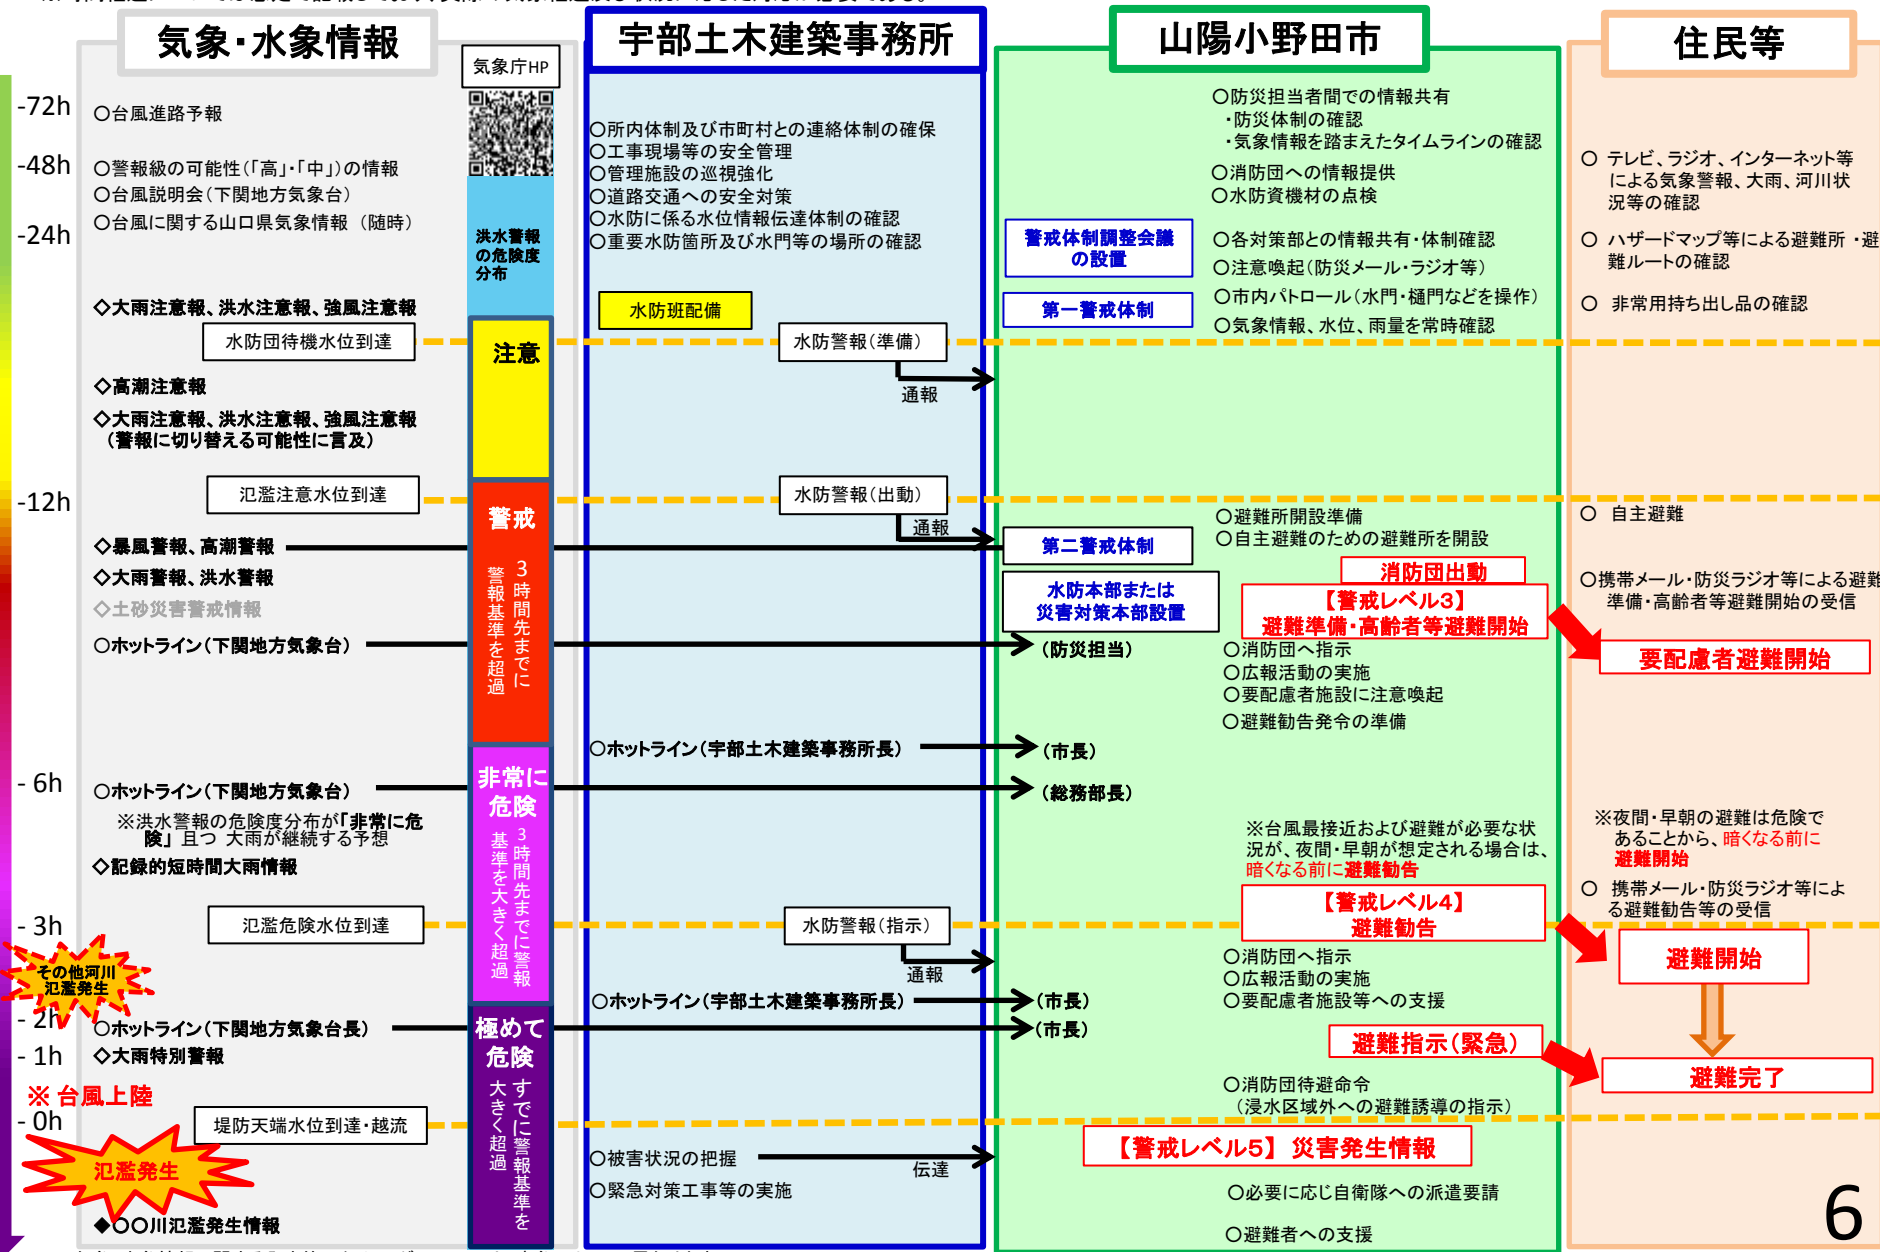 気象・水象情報
宇部土木建築事務所
山陽小野田市
住民等
気象庁HP
-72h
-48h
-24h
-12h
- 6h
- 3h
- 2h
- 1h
- 0h
○台風進路予報
○警報級の可能性(「高」・「中」)の情報
○台風説明会(下関地方気象台)
○台風に関する山口県気象情報 (随時)
◇大雨注意報、洪水注意報、強風注意報
水防団待機水位到達
◇高潮注意報
◇大雨注意報、洪水注意報、強風注意報
(警報に切り替える可能性に言及)
氾濫注意水位到達
◇暴風警報、高潮警報
◇大雨警報、洪水警報
◇土砂災害警戒情報
○ホットライン(下関地方気象台)
○ホットライン(下関地方気象台)
※洪水警報の危険度分布が「非常に危
険」 且つ 大雨が継続する予想
◇記録的短時間大雨情報
氾濫危険水位到達
その他河川
氾濫発生
○ホットライン(下関地方気象台長)
◇大雨特別警報
※ 台風上陸
堤防天端水位到達・越流
氾濫発生
◆○○川氾濫発生情報
洪水警報
の危険度
分布
注意
警戒
3時間先までに
警報基準を超過
非常に
危険
3時間先までに警報
基準を大きく超過
極めて
危険
すでに警報基準を
大きく超過
○所内体制及び市町村との連絡体制の確保
○工事現場等の安全管理
○管理施設の巡視強化
○道路交通への安全対策
○水防に係る水位情報伝達体制の確認
○重要水防箇所及び水門等の場所の確認
水防班配備
水防警報(準備)
通報
水防警報(出動)
通報
○ホットライン(宇部土木建築事務所長)
水防警報(指示)
通報
○ホットライン(宇部土木建築事務所長)
○被害状況の把握
伝達
○緊急対策工事等の実施
○防災担当者間での情報共有
・防災体制の確認
・気象情報を踏まえたタイムラインの確認
○消防団への情報提供
○水防資機材の点検
警戒体制調整会議
の設置
○各対策部との情報共有・体制確認
○注意喚起(防災メール・ラジオ等)
第一警戒体制
○市内パトロール(水門・樋門などを操作)
○気象情報、水位、雨量を常時確認
○避難所開設準備
○自主避難のための避難所を開設
第二警戒体制
消防団出動
水防本部または
災害対策本部設置
【警戒レベル3】
避難準備・高齢者等避難開始
(防災担当)
○消防団へ指示
○広報活動の実施
○要配慮者施設に注意喚起
○避難勧告発令の準備
(市長)
(総務部長)
※台風最接近および避難が必要な状
況が、夜間・早朝が想定される場合は、
暗くなる前に避難勧告
【警戒レベル4】
避難勧告
○消防団へ指示
○広報活動の実施
○要配慮者施設等への支援
(市長)
(市長)
避難指示(緊急)
○消防団待避命令
(浸水区域外への避難誘導の指示)
【警戒レベル5】 災害発生情報
○必要に応じ自衛隊への派遣要請
○避難者への支援
○ テレビ、ラジオ、インターネット等
による気象警報、大雨、河川状
況等の確認
○ ハザードマップ等による避難所 ・避
難ルートの確認
○ 非常用持ち出し品の確認
○ 自主避難
○携帯メール・防災ラジオ等による避難
準備・高齢者等避難開始の受信
要配慮者避難開始
※夜間・早朝の避難は危険で
あることから、暗くなる前に
避難開始
○ 携帯メール・防災ラジオ等によ
る避難勧告等の受信
避難開始
避難完了
6